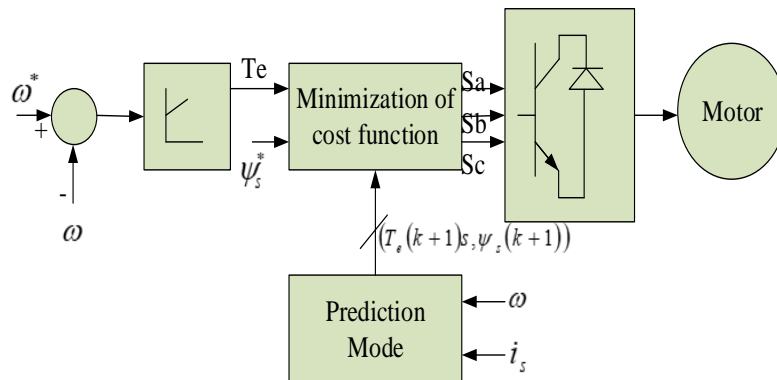 ω*
+
-
ω
Te
ψs*
Minimization of
cost function
Sa
Sb
Sc
Motor
(Te(k+1)s,ψs(k+1))
Prediction
Mode
ω
is